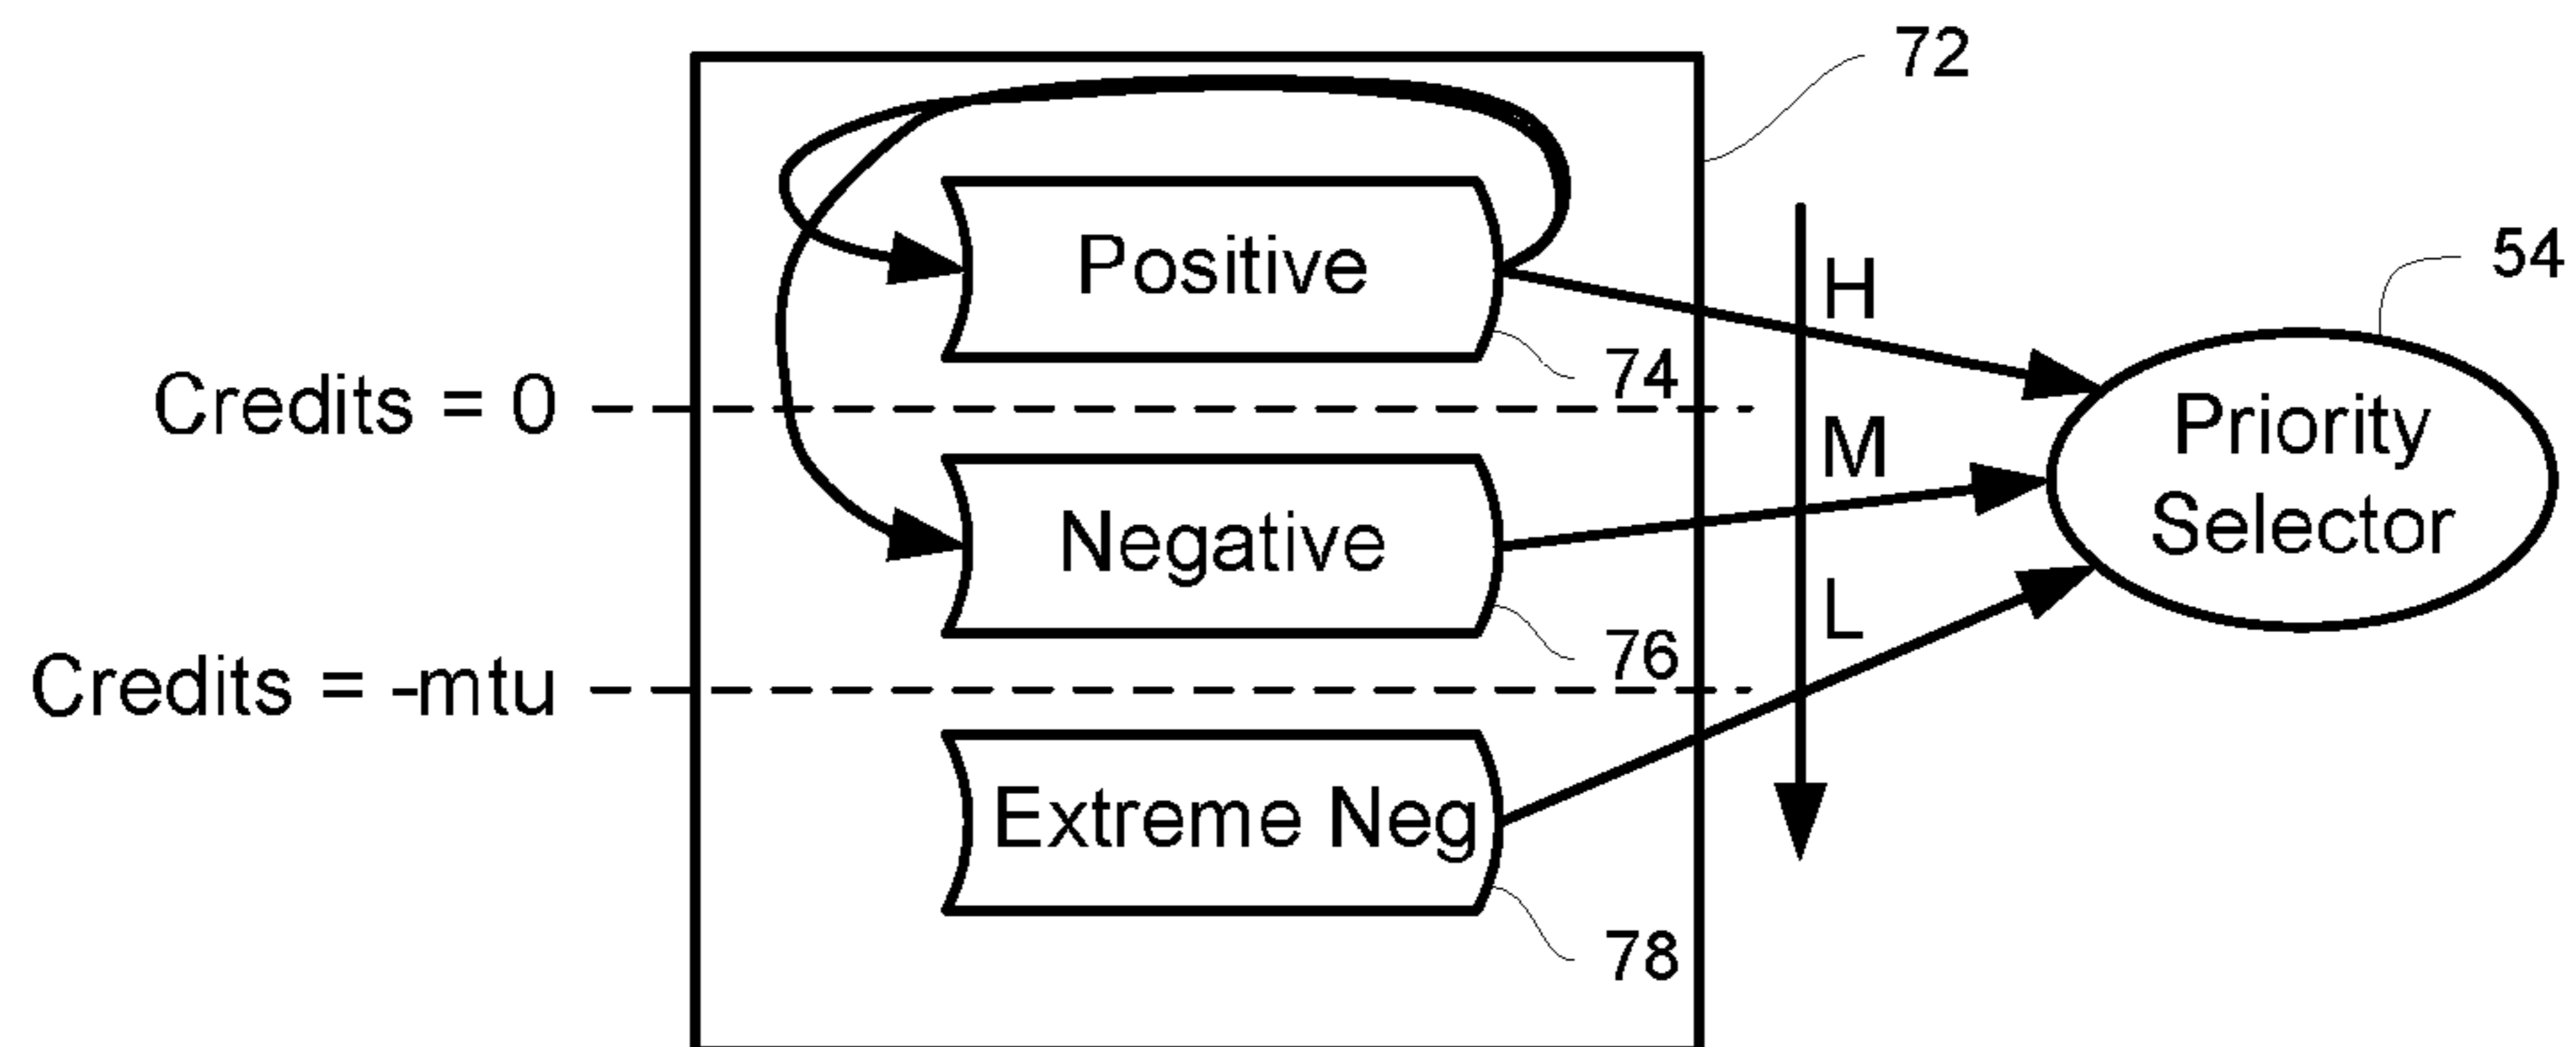 72
Positive
H
54
74
Credits = 0
M
Priority
Selector
Negative
L
76
Credits = -mtu
Extreme Neg
78